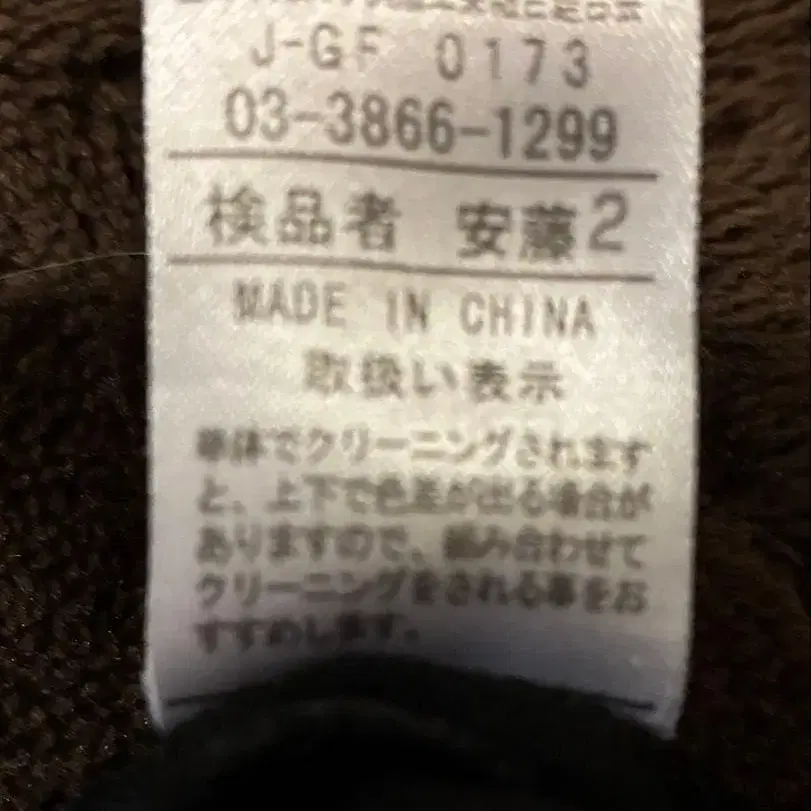 J-GF 0173
03-3866-1299
検品者 安藤2
MADE IN CHINA
取扱い表示
単体でクリーニングされます
と、上下で色差が出る場合が
ありますので、組み合わせて
クリーニングをされる事をお
すすめします。